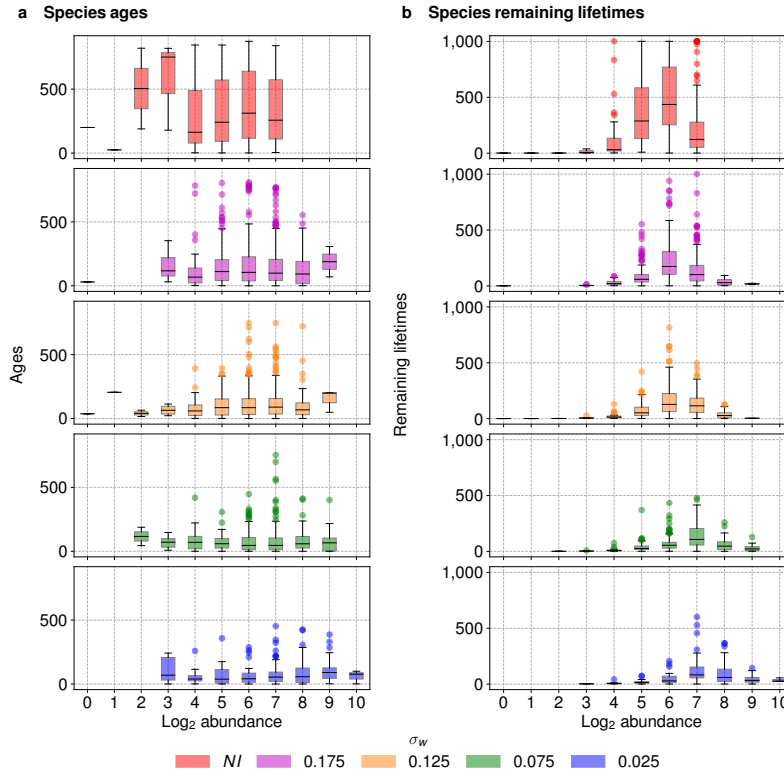 a Species ages
b Species remaining lifetimes
500
0
500
0
500
0
500
0
500
0
Ages
0 1 2 3 4 5 6 7 8 9 10
Log2 abundance
1,000
500
0
1,000
500
0
1,000
500
0
1,000
500
0
1,000
500
0
Remaining lifetimes
0 1 2 3 4 5 6 7 8 9 10
Log2 abundance
σw
NI 0.175 0.125 0.075 0.025